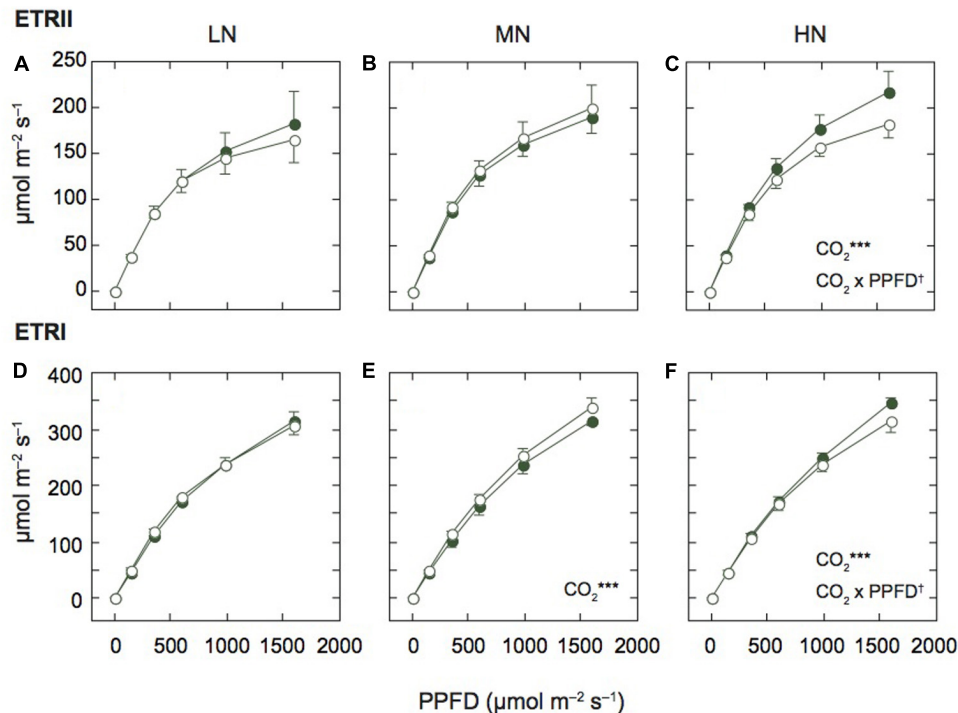 ETRII
LN MN HN
A B C
250
200
150
100
50
0
µmol m⁻² s⁻¹
CO₂***
CO₂ x PPFD†
ETRI
D E F
400
300
200
100
0
µmol m⁻² s⁻¹
CO₂***
CO₂***
CO₂ x PPFD†
0 500 1000 1500 2000 0 500 1000 1500 2000 0 500 1000 1500 2000
PPFD (µmol m⁻² s⁻¹)